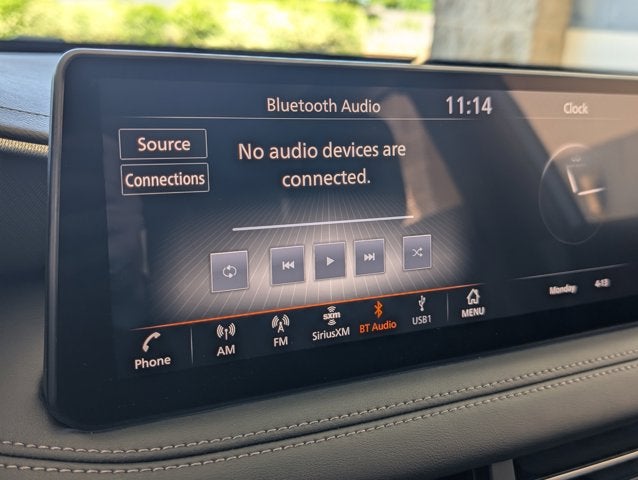 Bluetooth Audio
11:14
Clock
Source
Connections
No audio devices are
connected.
Monday
4-13
Phone
AM
FM
sxm
SiriusXM
BT Audio
USB1
MENU